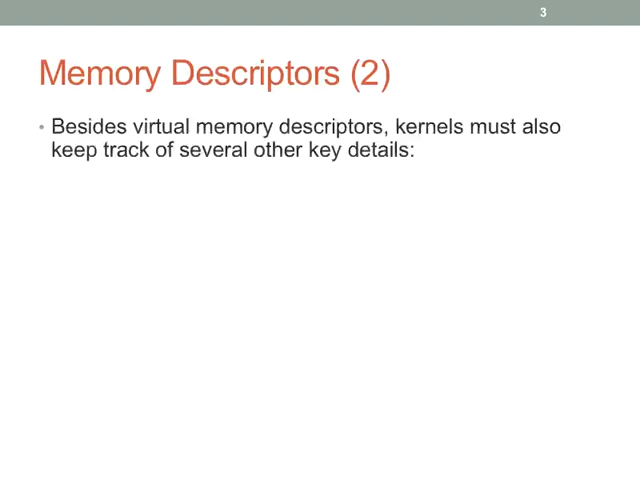 3
Memory Descriptors (2)
• Besides virtual memory descriptors, kernels must also
keep track of several other key details: